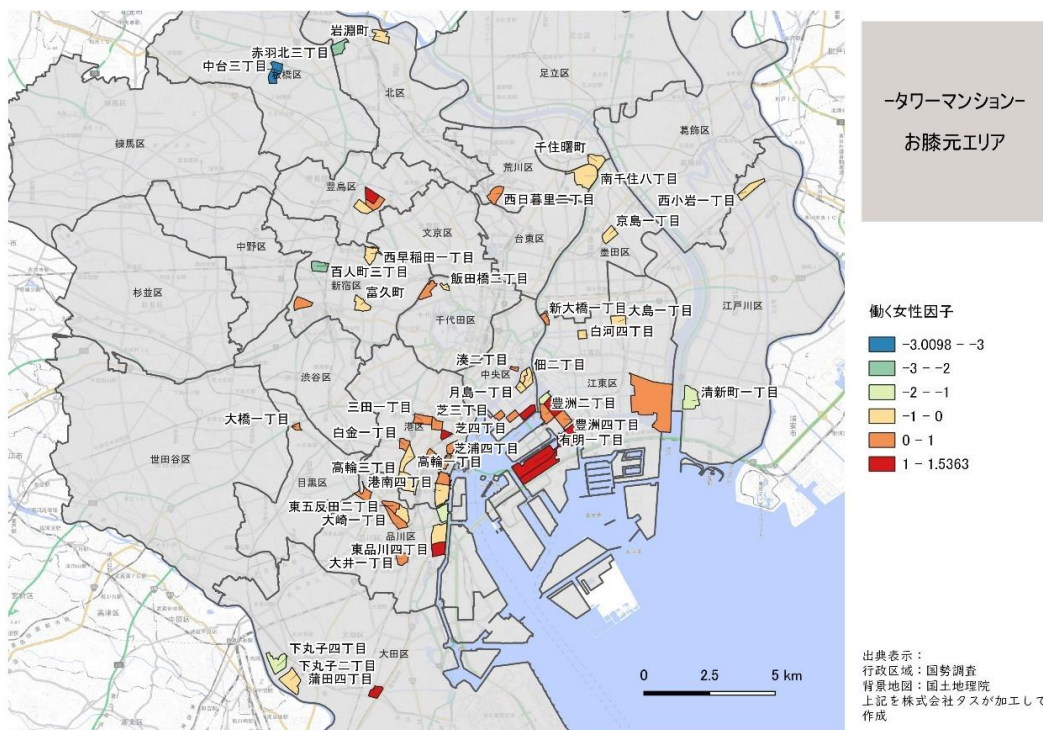 -タワーマンション-
お膝元エリア
岩淵町
赤羽北三丁目
中台三丁目
板橋区
北区
足立区
葛飾区
練馬区
千住曙町
荒川区
南千住八丁目
豊島区
西日暮里二丁目
西小岩一丁目
文京区
台東区
京島一丁目
墨田区
中野区
西早稲田一丁目
百人町三丁目
新宿区
飯田橋二丁目
杉並区
富久町
千代田区
新大橋一丁目
大島一丁目
江戸川区
白河四丁目
湊二丁目
佃二丁目
中央区
江東区
渋谷区
月島一丁目
清新町一丁目
三田一丁目
芝三丁目
豊洲二丁目
大橋一丁目
港区
芝四丁目
豊洲四丁目
白金一丁目
有明一丁目
芝浦四丁目
世田谷区
高輪三丁目
目黒区
港南四丁目
東五反田二丁目
大崎一丁目
品川区
東品川四丁目
大井一丁目
下丸子四丁目
大田区
下丸子二丁目
蒲田四丁目
0 2.5 5 km
働く女性因子
-3.0098 - -3
-3 - -2
-2 - -1
-1 - 0
0 - 1
1 - 1.5363
出典表示：
行政区域：国勢調査
背景地図：国土地理院
上記を株式会社タスが加工して
作成